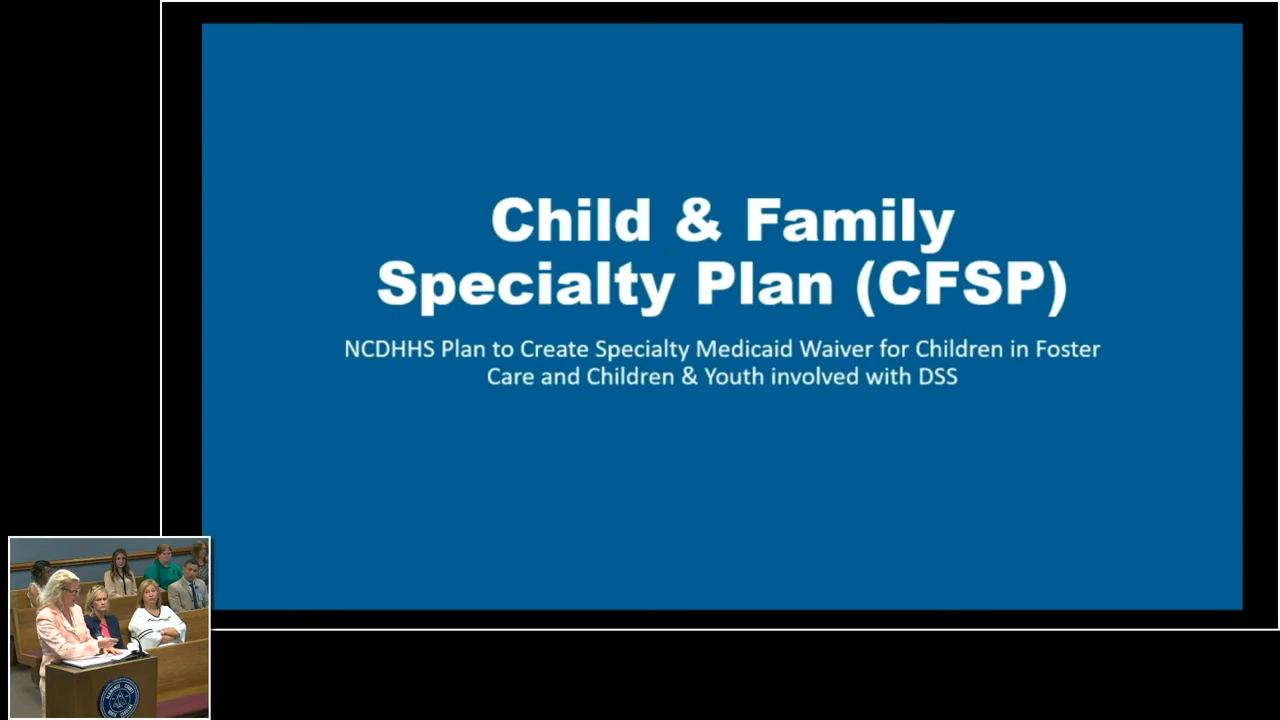 Child & Family
Specialty Plan (CFSP)
NCDHHS Plan to Create Specialty Medicaid Waiver for Children in Foster
Care and Children & Youth involved with DSS